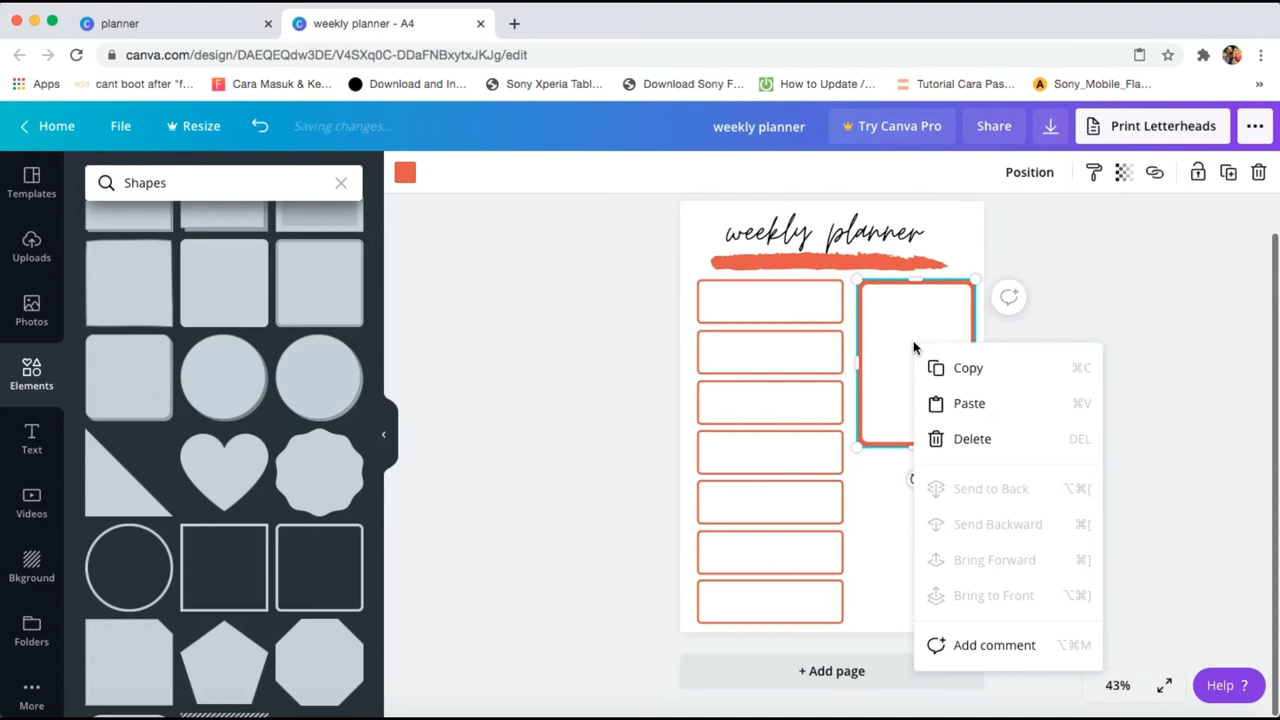 planner
weekly planner - A4
canva.com/design/DAEQEQdw3DE/V4SXq0C-DDaFNBxytxJKJg/edit
Apps
cant boot after "f...
Cara Masuk & Ke...
Download and In...
Sony Xperia Tabl...
Download Sony F...
How to Update /...
Tutorial Cara Pas...
Sony_Mobile_Fla...
Home
File
Resize
Saving changes...
weekly planner
Try Canva Pro
Share
Print Letterheads
Templates
Uploads
Photos
Elements
Text
Videos
Bkground
Folders
More
Shapes
Position
weekly planner
Copy ⌘C
Paste ⌘V
Delete DEL
Send to Back ⌥⌘[
Send Backward ⌘[
Bring Forward ⌘]
Bring to Front ⌥⌘]
Add comment ⌥⌘M
+ Add page
43%
Help ?